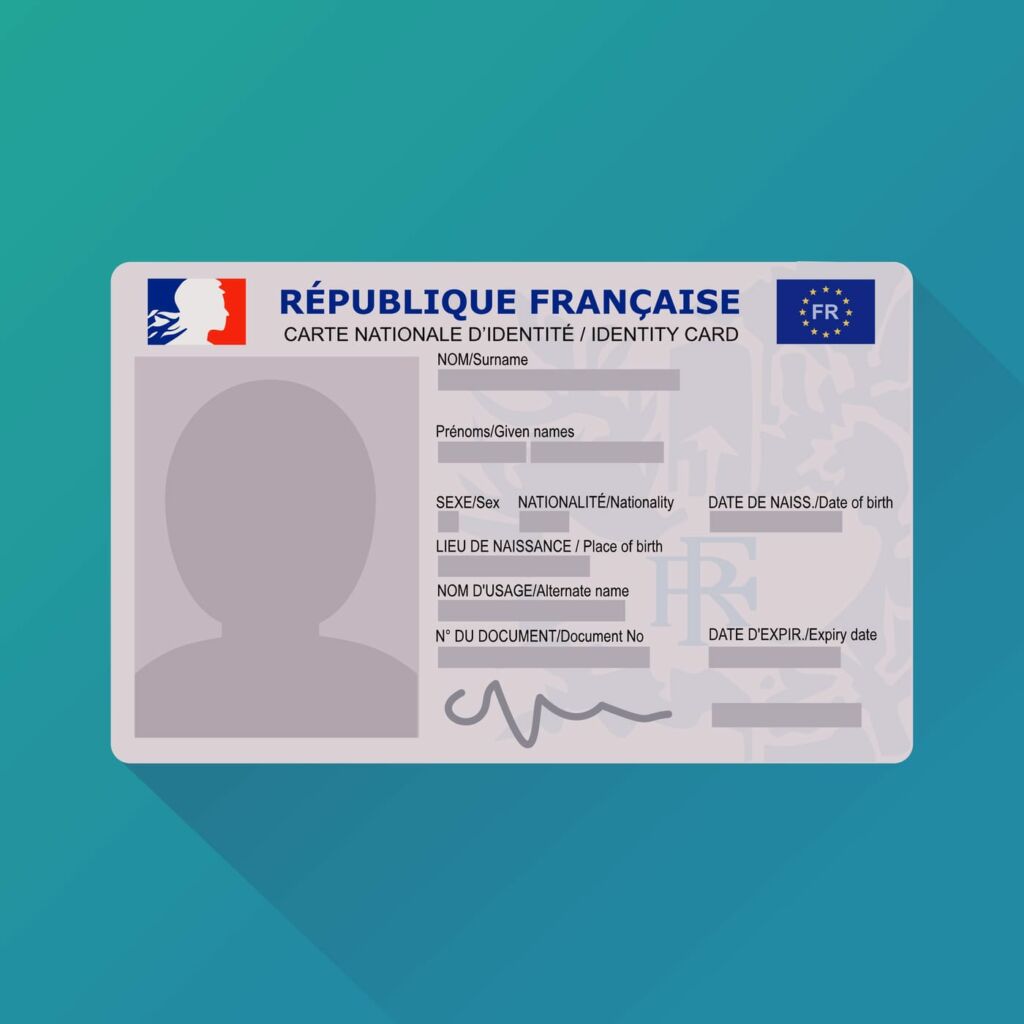 RÉPUBLIQUE FRANÇAISE
FR
CARTE NATIONALE D’IDENTITÉ / IDENTITY CARD
NOM/Surname
Prénoms/Given names
SEXE/Sex NATIONALITÉ/Nationality DATE DE NAISS./Date of birth
LIEU DE NAISSANCE / Place of birth
NOM D'USAGE/Alternate name
N° DU DOCUMENT/Document No DATE D'EXPIR./Expiry date
RF